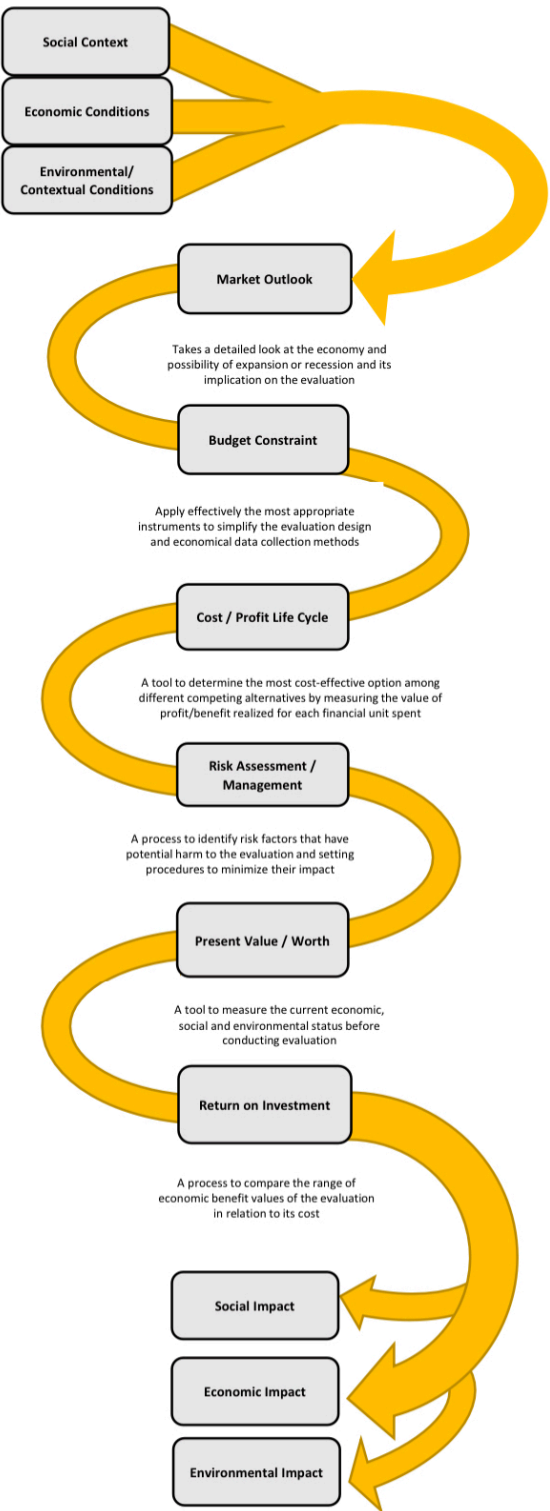 Social Context
Economic Conditions
Environmental/
Contextual Conditions
Market Outlook
Takes a detailed look at the economy and
possibility of expansion or recession and its
implication on the evaluation
Budget Constraint
Apply effectively the most appropriate
instruments to simplify the evaluation design
and economical data collection methods
Cost / Profit Life Cycle
A tool to determine the most cost-effective option among
different competing alternatives by measuring the value of
profit/benefit realized for each financial unit spent
Risk Assessment /
Management
A process to identify risk factors that have
potential harm to the evaluation and setting
procedures to minimize their impact
Present Value / Worth
A tool to measure the current economic,
social and environmental status before
conducting evaluation
Return on Investment
A process to compare the range of
economic benefit values of the evaluation
in relation to its cost
Social Impact
Economic Impact
Environmental Impact